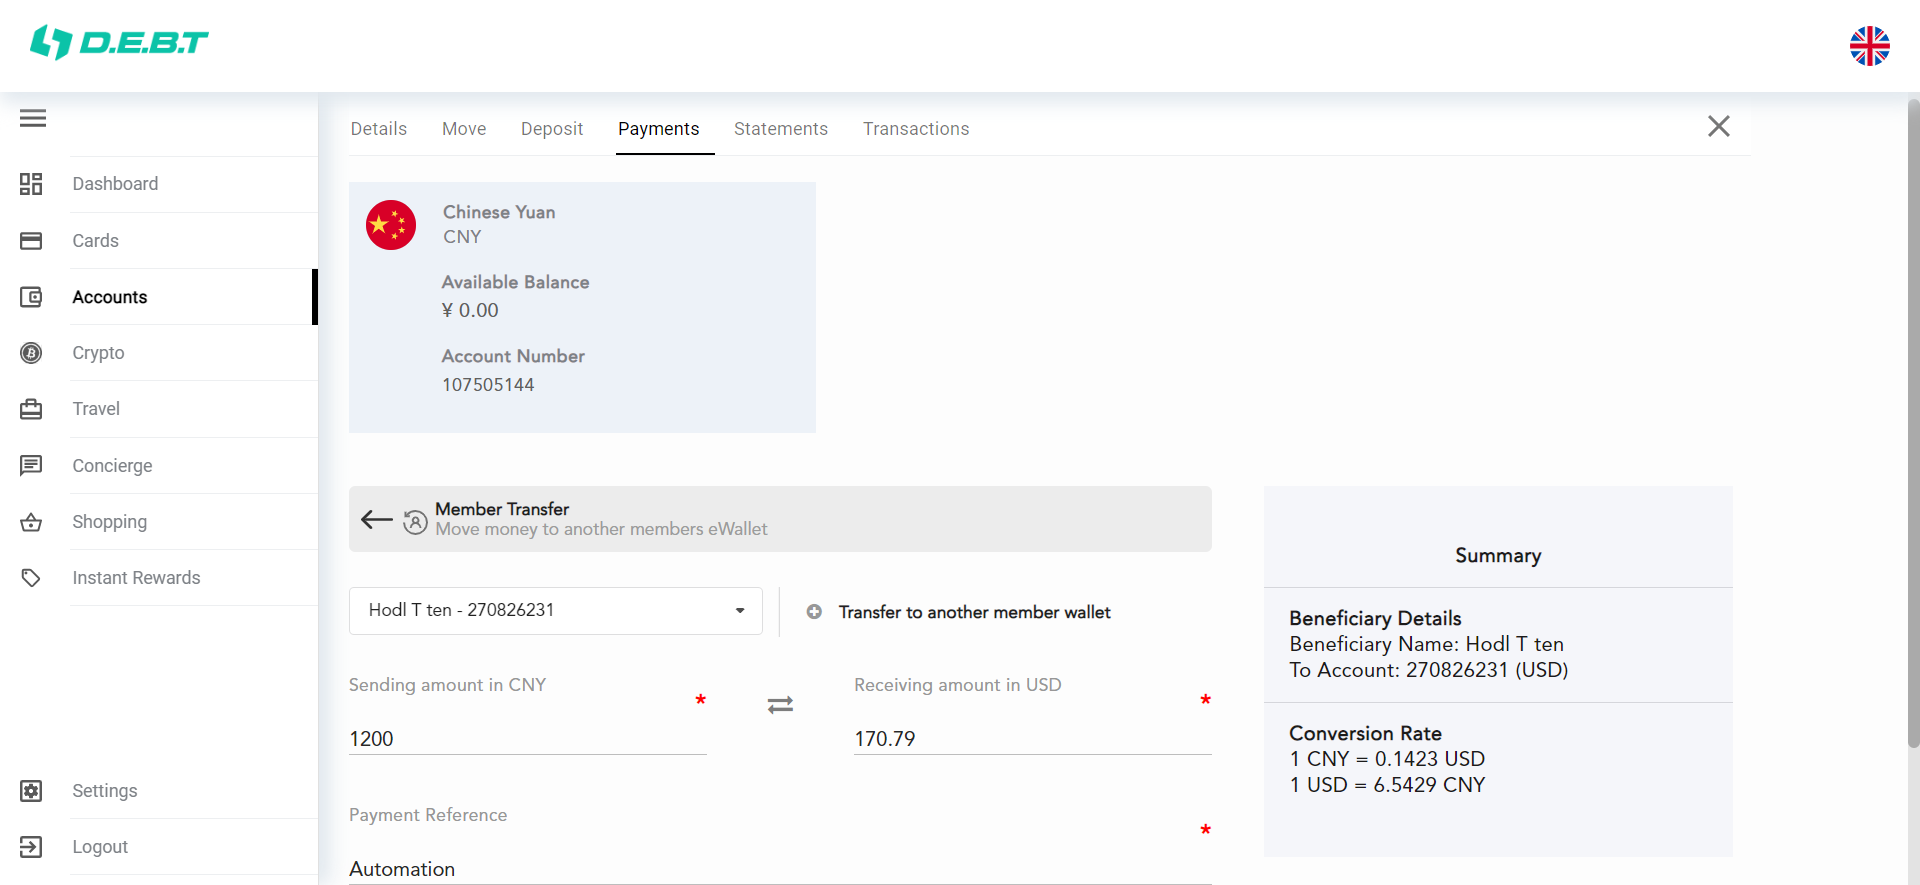 D.E.B.T
Details Move Deposit Payments Statements Transactions
Dashboard
Cards
Accounts
Crypto
Travel
Concierge
Shopping
Instant Rewards
Settings
Logout
Chinese Yuan
CNY
Available Balance
¥ 0.00
Account Number
107505144
Member Transfer
Move money to another members eWallet
Hodl T ten - 270826231
Transfer to another member wallet
Sending amount in CNY *
1200
Receiving amount in USD *
170.79
Payment Reference *
Automation
Summary
Beneficiary Details
Beneficiary Name: Hodl T ten
To Account: 270826231 (USD)
Conversion Rate
1 CNY = 0.1423 USD
1 USD = 6.5429 CNY